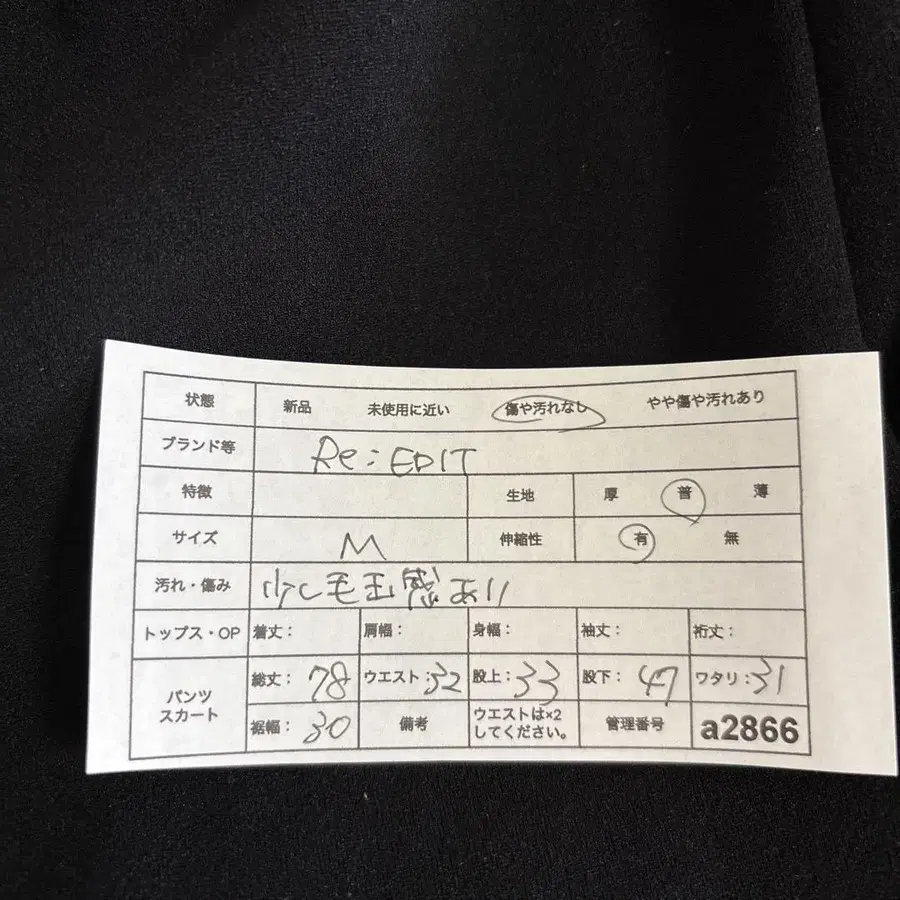 状態 新品 未使用に近い 傷や汚れなし やや傷や汚れあり
ブランド等 Re:EDIT
特徴 生地 厚 普 薄
サイズ M 伸縮性 有 無
汚れ・傷み 少し毛玉感あり
トップス・OP 着丈: 肩幅: 身幅: 袖丈: 裄丈:
パンツ
スカート
総丈: 78 ウエスト: 32 股上: 33 股下: 47 ワタリ: 31
裾幅: 30 備考 ウエストは×2
してください。 管理番号 a2866